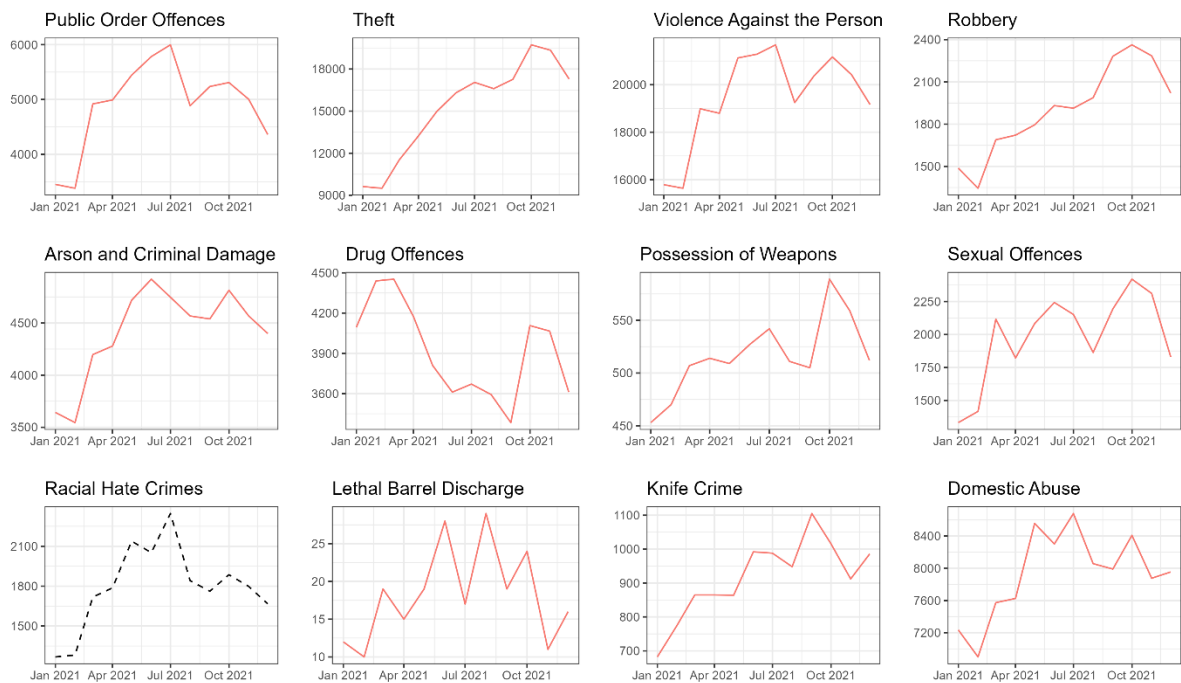 Public Order Offences
6000
5000
4000
Jan 2021 Apr 2021 Jul 2021 Oct 2021
Theft
18000
15000
12000
9000
Jan 2021 Apr 2021 Jul 2021 Oct 2021
Violence Against the Person
20000
18000
16000
Jan 2021 Apr 2021 Jul 2021 Oct 2021
Robbery
2400
2100
1800
1500
Jan 2021 Apr 2021 Jul 2021 Oct 2021
Arson and Criminal Damage
4500
4000
3500
Jan 2021 Apr 2021 Jul 2021 Oct 2021
Drug Offences
4500
4200
3900
3600
Jan 2021 Apr 2021 Jul 2021 Oct 2021
Possession of Weapons
550
500
450
Jan 2021 Apr 2021 Jul 2021 Oct 2021
Sexual Offences
2250
2000
1750
1500
Jan 2021 Apr 2021 Jul 2021 Oct 2021
Racial Hate Crimes
2100
1800
1500
Jan 2021 Apr 2021 Jul 2021 Oct 2021
Lethal Barrel Discharge
25
20
15
10
Jan 2021 Apr 2021 Jul 2021 Oct 2021
Knife Crime
1100
1000
900
800
700
Jan 2021 Apr 2021 Jul 2021 Oct 2021
Domestic Abuse
8400
8000
7600
7200
Jan 2021 Apr 2021 Jul 2021 Oct 2021